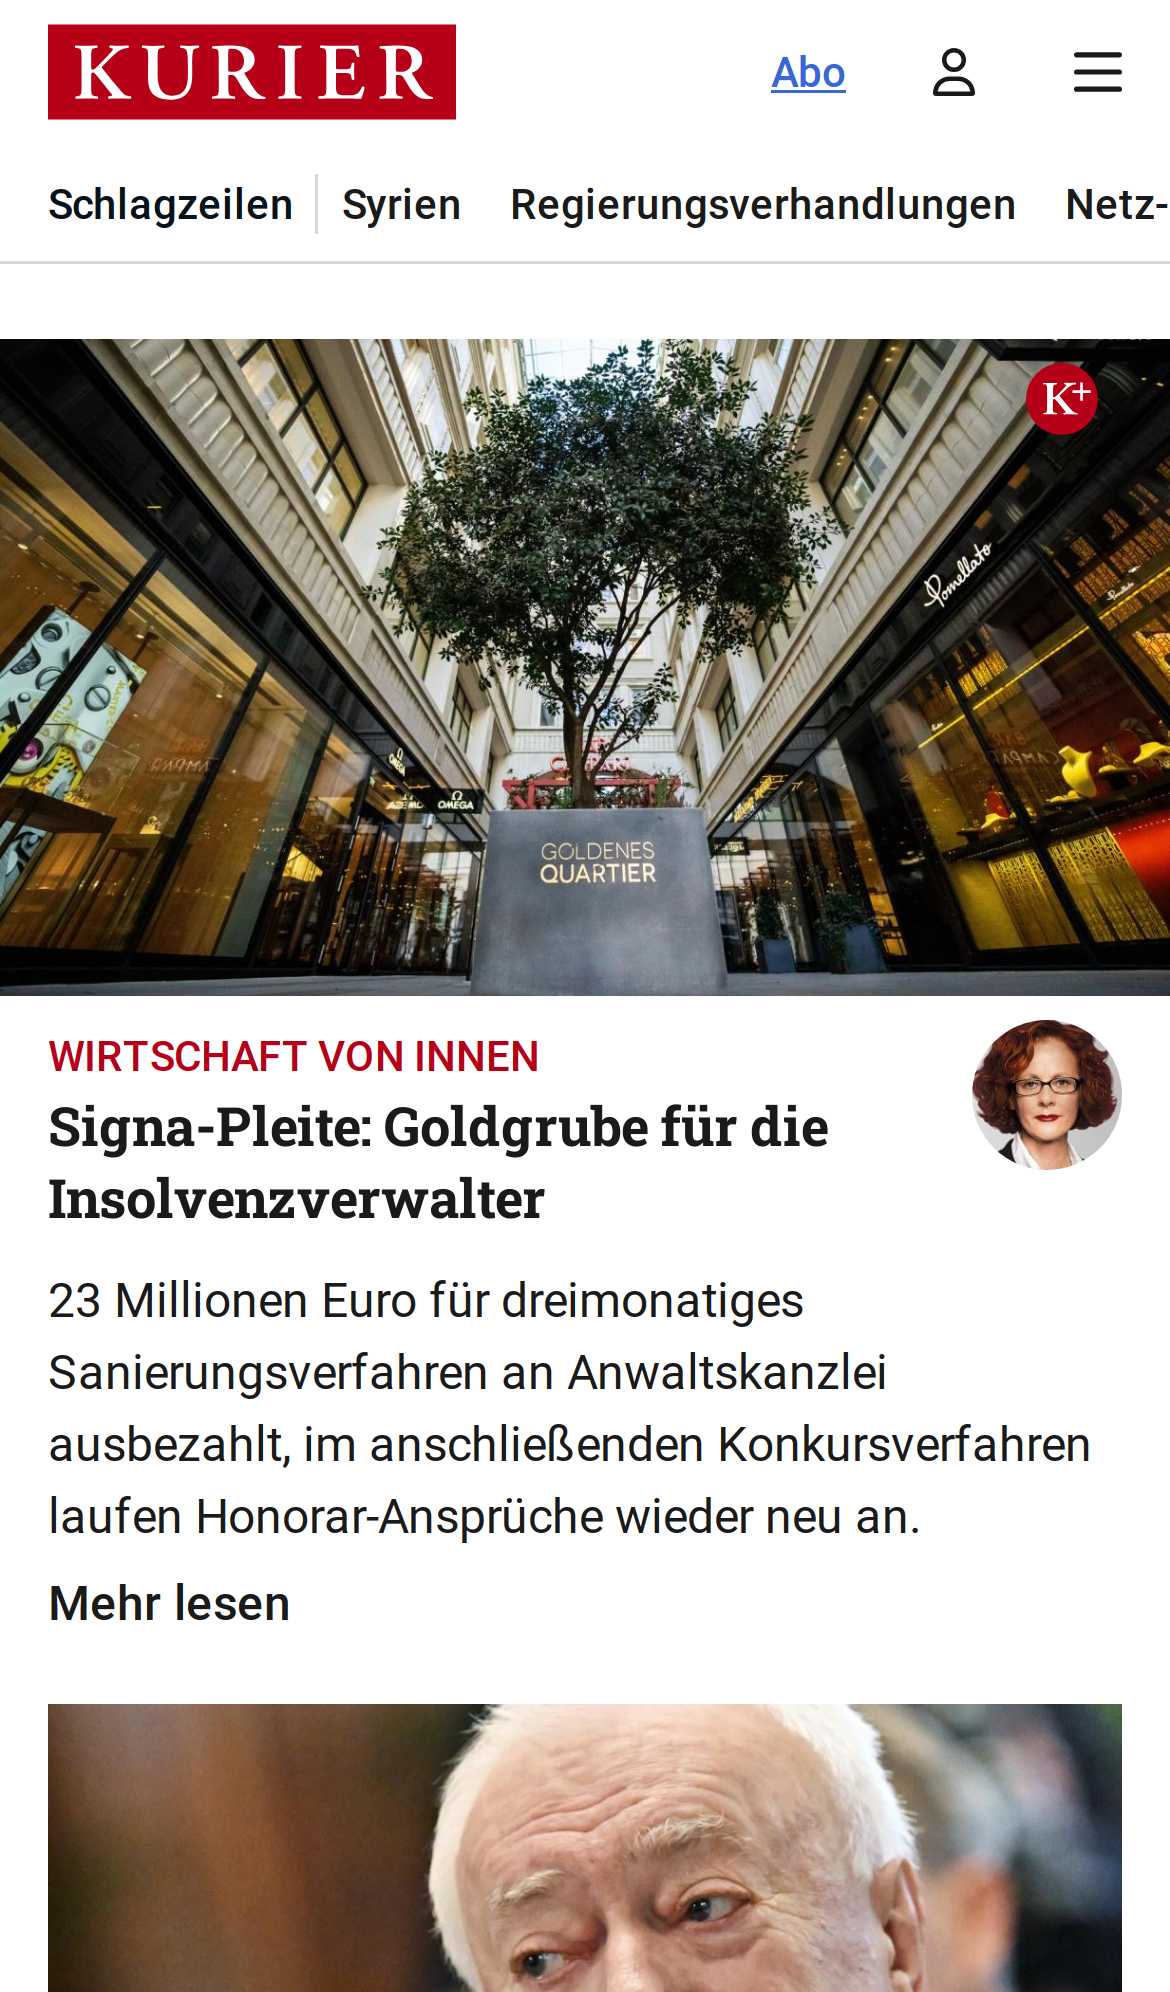 KURIER
Abo
Schlagzeilen
Syrien
Regierungsverhandlungen
Netz-
K+
Pomellato
OMEGA
OMEGA
GOLDENES
QUARTIER
WIRTSCHAFT VON INNEN
Signa-Pleite: Goldgrube für die
Insolvenzverwalter
23 Millionen Euro für dreimonatiges
Sanierungsverfahren an Anwaltskanzlei
ausbezahlt, im anschließenden Konkursverfahren
laufen Honorar-Ansprüche wieder neu an.
Mehr lesen